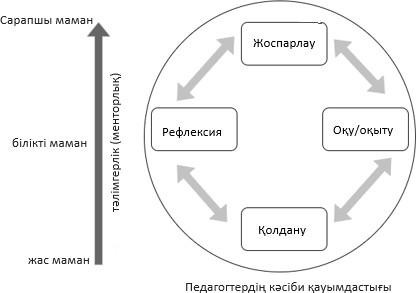 Сарапшы маман
білікті маман
жас маман
тәлімгерлік (менторлық)
Жоспарлау
Рефлексия
Оқу/оқыту
Қолдану
Педагогтердің кәсіби қауымдастығы